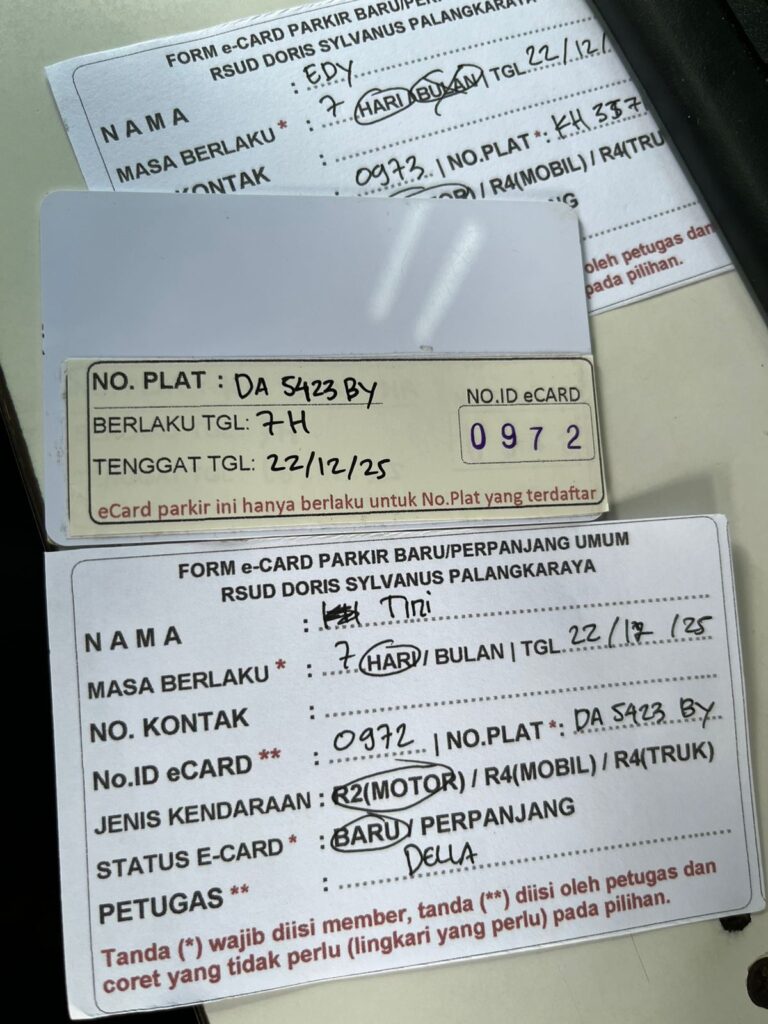 FORM e-CARD PARKIR BARU/PERPAN
RSUD DORIS SYLVANUS PALANGKARAYA
NAMA : EDY
MASA BERLAKU * : 7 HARI/BULAN | TGL 22/12/
KONTAK :
0973 | NO.PLAT *: KH 337
OR) / R4(MOBIL) / R4(TRU
NG
oleh petugas dan
pada pilihan.
NO. PLAT : DA 5423 BY
BERLAKU TGL: 7H
NO.ID eCARD
0972
TENGGAT TGL: 22/12/25
eCard parkir ini hanya berlaku untuk No.Plat yang terdaftar
FORM e-CARD PARKIR BARU/PERPANJANG UMUM
RSUD DORIS SYLVANUS PALANGKARAYA
NAMA : TIni
MASA BERLAKU * : 7 HARI / BULAN | TGL 22/12/25
NO. KONTAK :
No.ID eCARD ** : 0972 | NO.PLAT *: DA 5423 BY
JENIS KENDARAAN : R2(MOTOR) / R4(MOBIL) / R4(TRUK)
STATUS E-CARD * : BARU / PERPANJANG
PETUGAS ** : DELLA
Tanda (*) wajib diisi member, tanda (**) diisi oleh petugas dan
coret yang tidak perlu (lingkari yang perlu) pada pilihan.